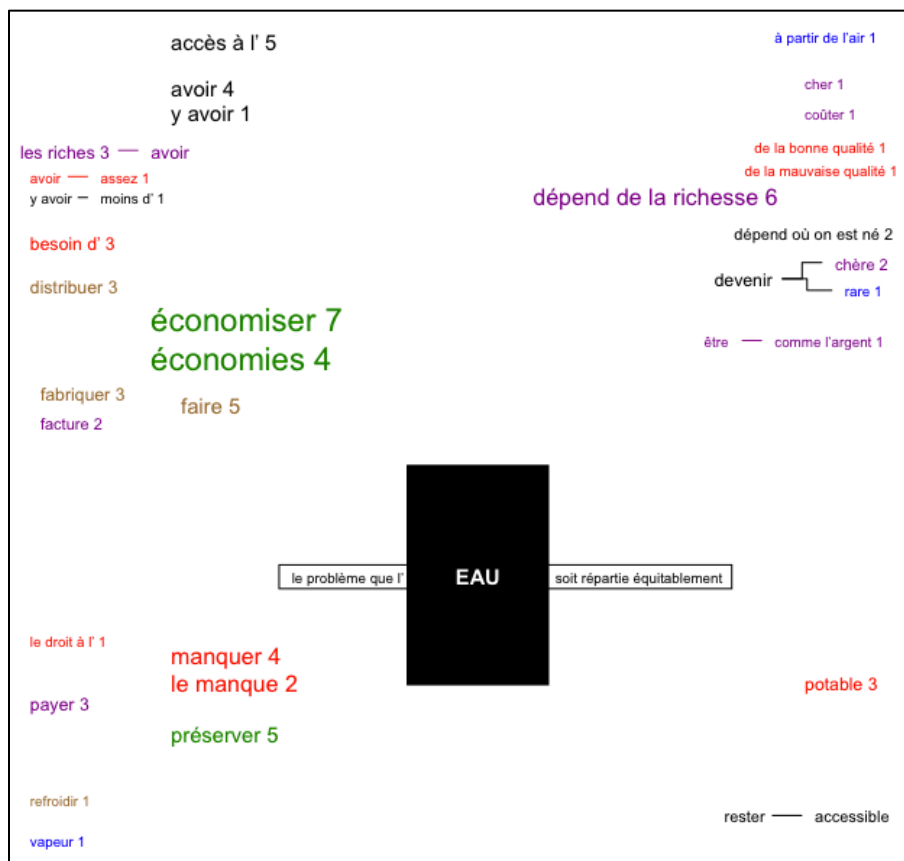 accès à l' 5
à partir de l'air 1
avoir 4
cher 1
y avoir 1
coûter 1
les riches 3 — avoir
de la bonne qualité 1
avoir — assez 1
de la mauvaise qualité 1
y avoir — moins d' 1
dépend de la richesse 6
besoin d' 3
dépend où on est né 2
devenir
chère 2
rare 1
distribuer 3
économiser 7
être — comme l'argent 1
économies 4
fabriquer 3
faire 5
facture 2
le problème que l'
EAU
soit répartie équitablement
le droit à l' 1
manquer 4
le manque 2
potable 3
payer 3
préserver 5
refroidir 1
rester — accessible
vapeur 1